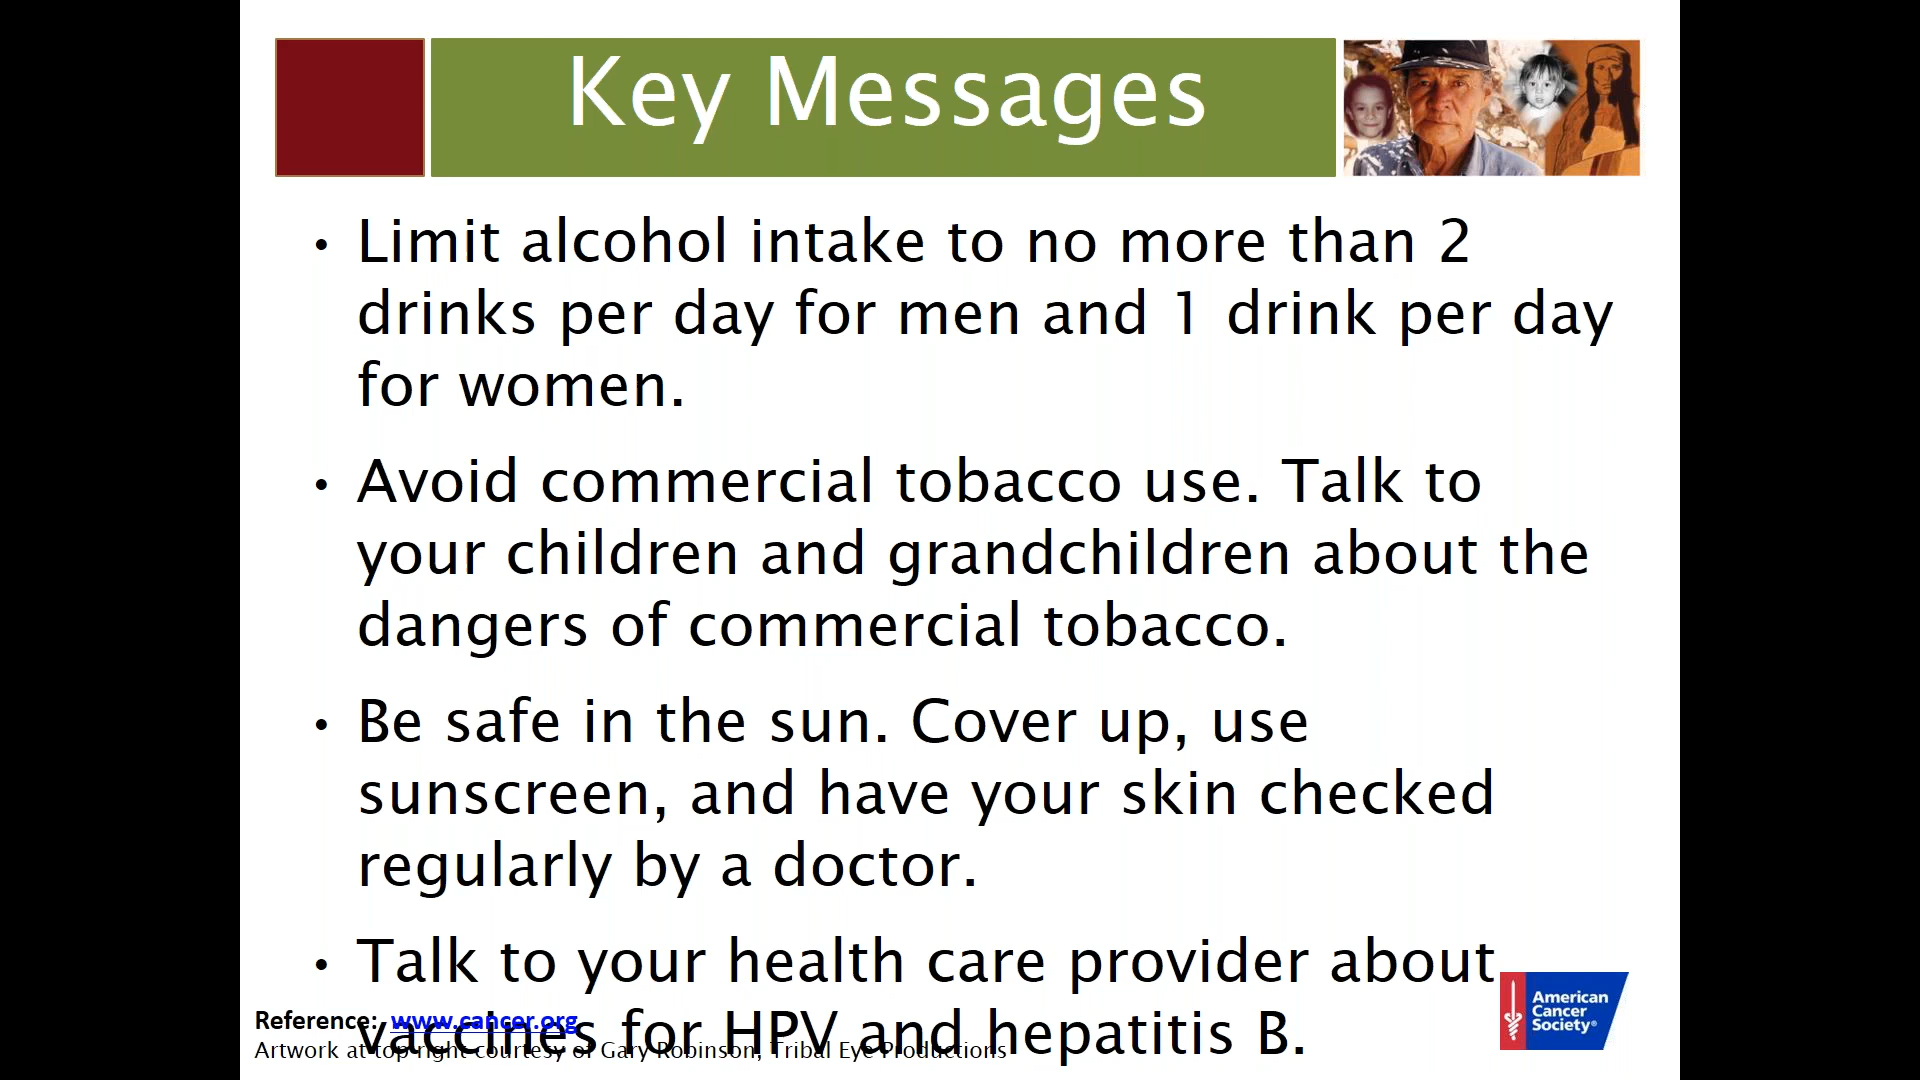 Key Messages
• Limit alcohol intake to no more than 2
drinks per day for men and 1 drink per day
for women.
• Avoid commercial tobacco use. Talk to
your children and grandchildren about the
dangers of commercial tobacco.
• Be safe in the sun. Cover up, use
sunscreen, and have your skin checked
regularly by a doctor.
• Talk to your health care provider about
vaccines for HPV and hepatitis B.
Reference: www.cancer.org
Artwork at top right courtesy of Gary Robinson, Tribal Eye Productions
American
Cancer
Society®